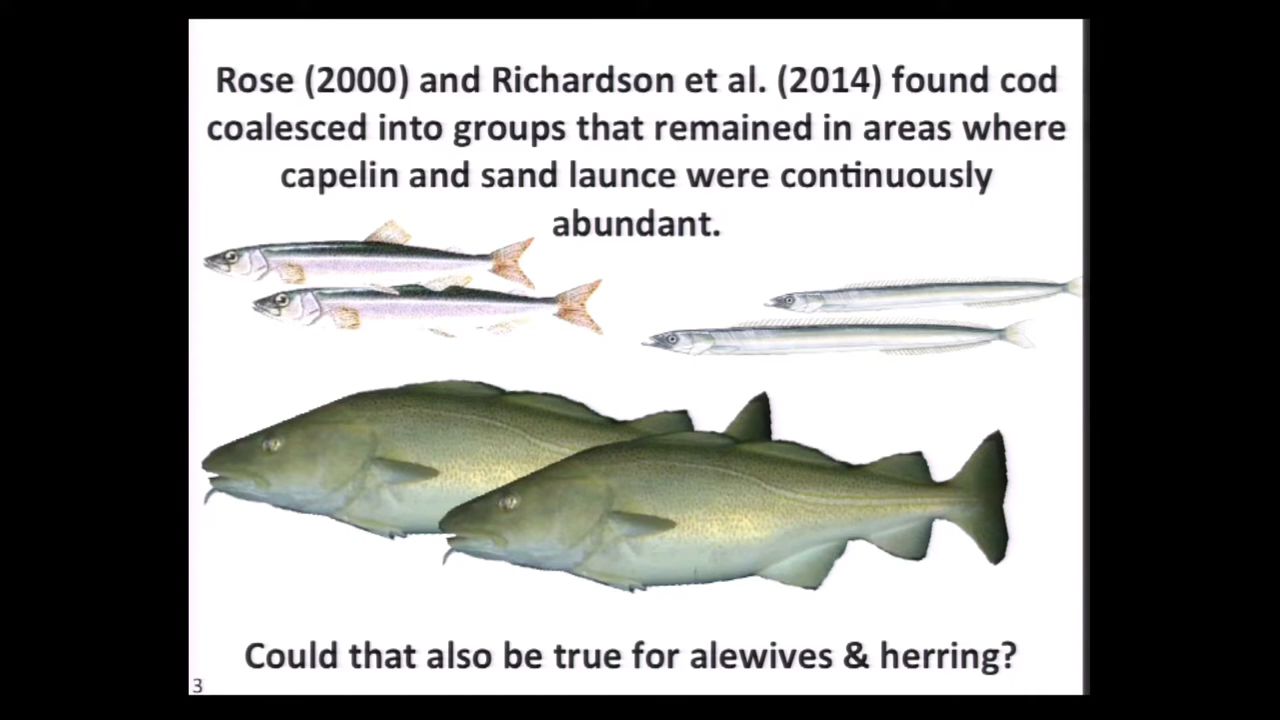 Rose (2000) and Richardson et al. (2014) found cod
coalesced into groups that remained in areas where
capelin and sand launce were continuously
abundant.
Could that also be true for alewives & herring?
3